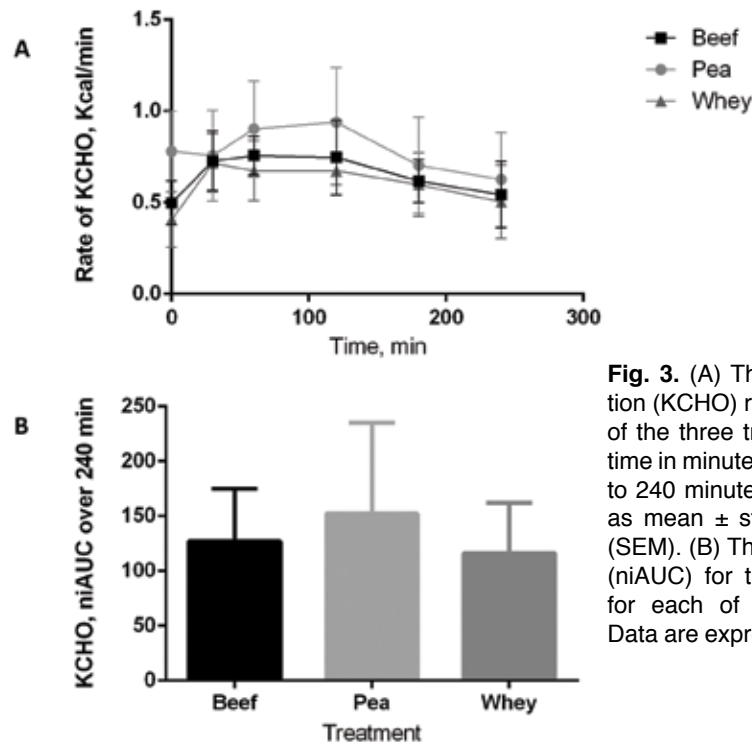 A
Rate of KCHO, Kcal/min
1.5
1.0
0.5
0.0
0
100
200
300
Time, min
Beef
Pea
Whey
B
KCHO, niAUC over 240 min
250
200
150
100
50
0
Beef
Pea
Whey
Treatment
Fig. 3. (A) Th
tion (KCHO) r
of the three tr
time in minute
to 240 minute
as mean ± s
(SEM). (B) Th
(niAUC) for t
for each of
Data are expr